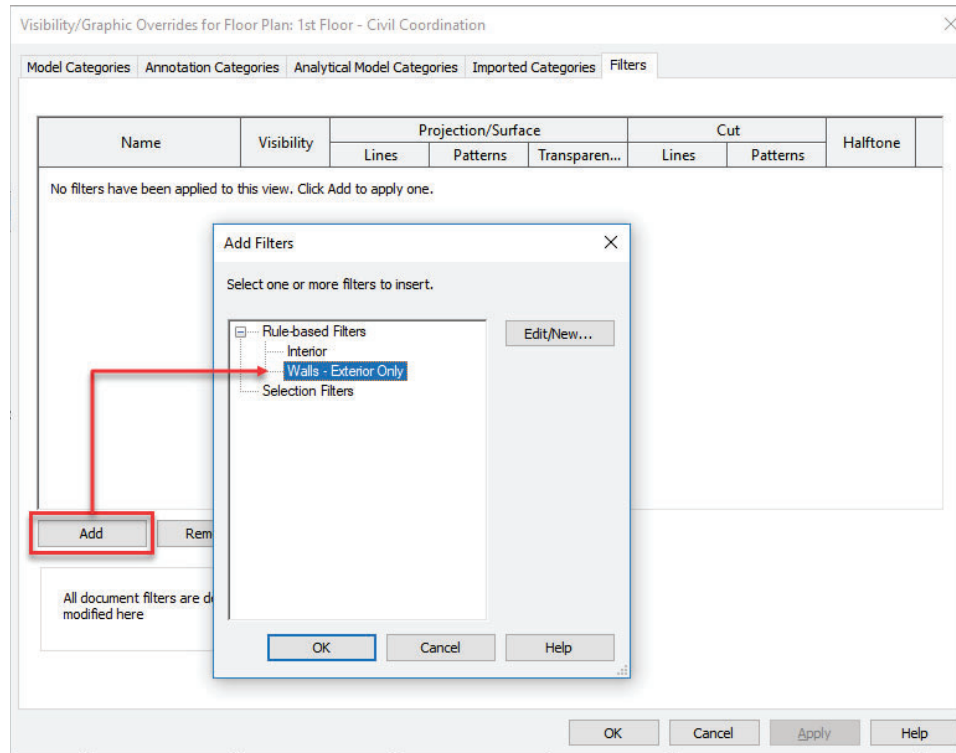 Visibility/Graphic Overrides for Floor Plan: 1st Floor - Civil Coordination
Model Categories Annotation Categories Analytical Model Categories Imported Categories Filters
Name Visibility Projection/Surface Cut Halftone
Lines Patterns Transparen... Lines Patterns
No filters have been applied to this view. Click Add to apply one.
Add Filters
Select one or more filters to insert.
Rule-based Filters
Edit/New...
Interior
Walls - Exterior Only
Selection Filters
Add
All document filters are
modified here
OK Cancel Help
OK Cancel Apply Help